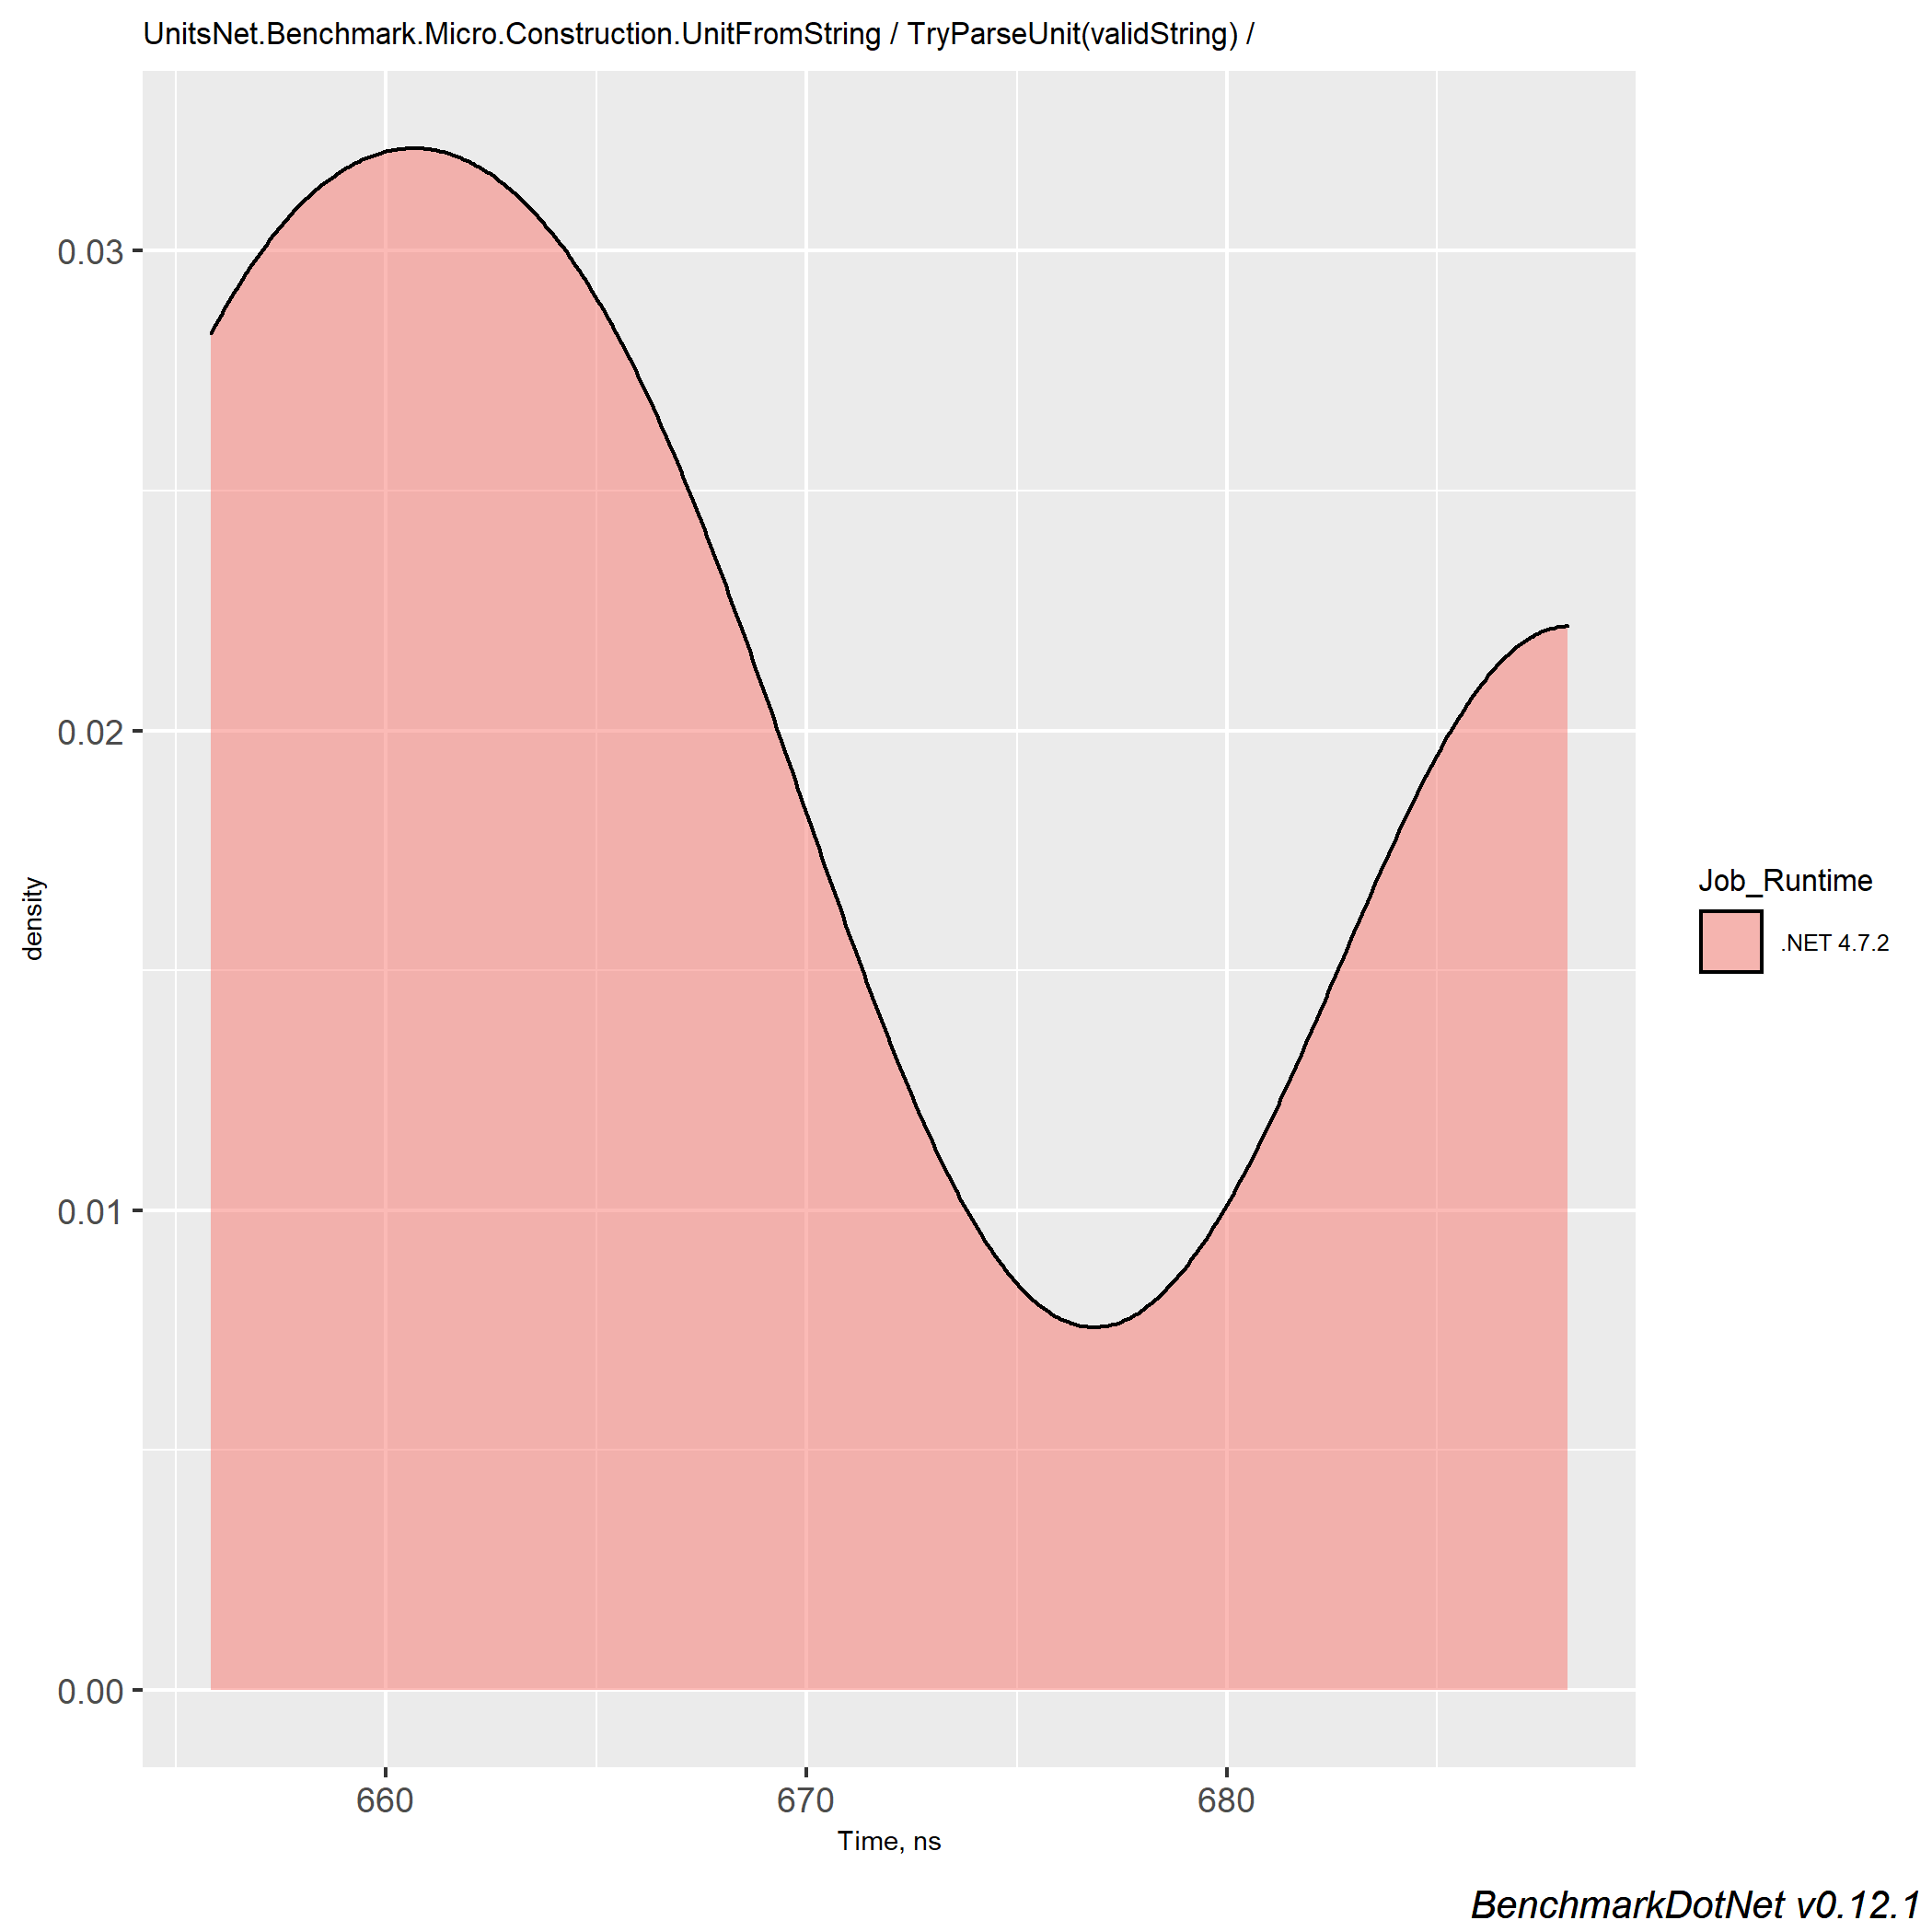 UnitsNet.Benchmark.Micro.Construction.UnitFromString / TryParseUnit(validString) /
0.03
0.02
0.01
0.00
density
660 670 680
Time, ns
Job_Runtime
.NET 4.7.2
BenchmarkDotNet v0.12.1